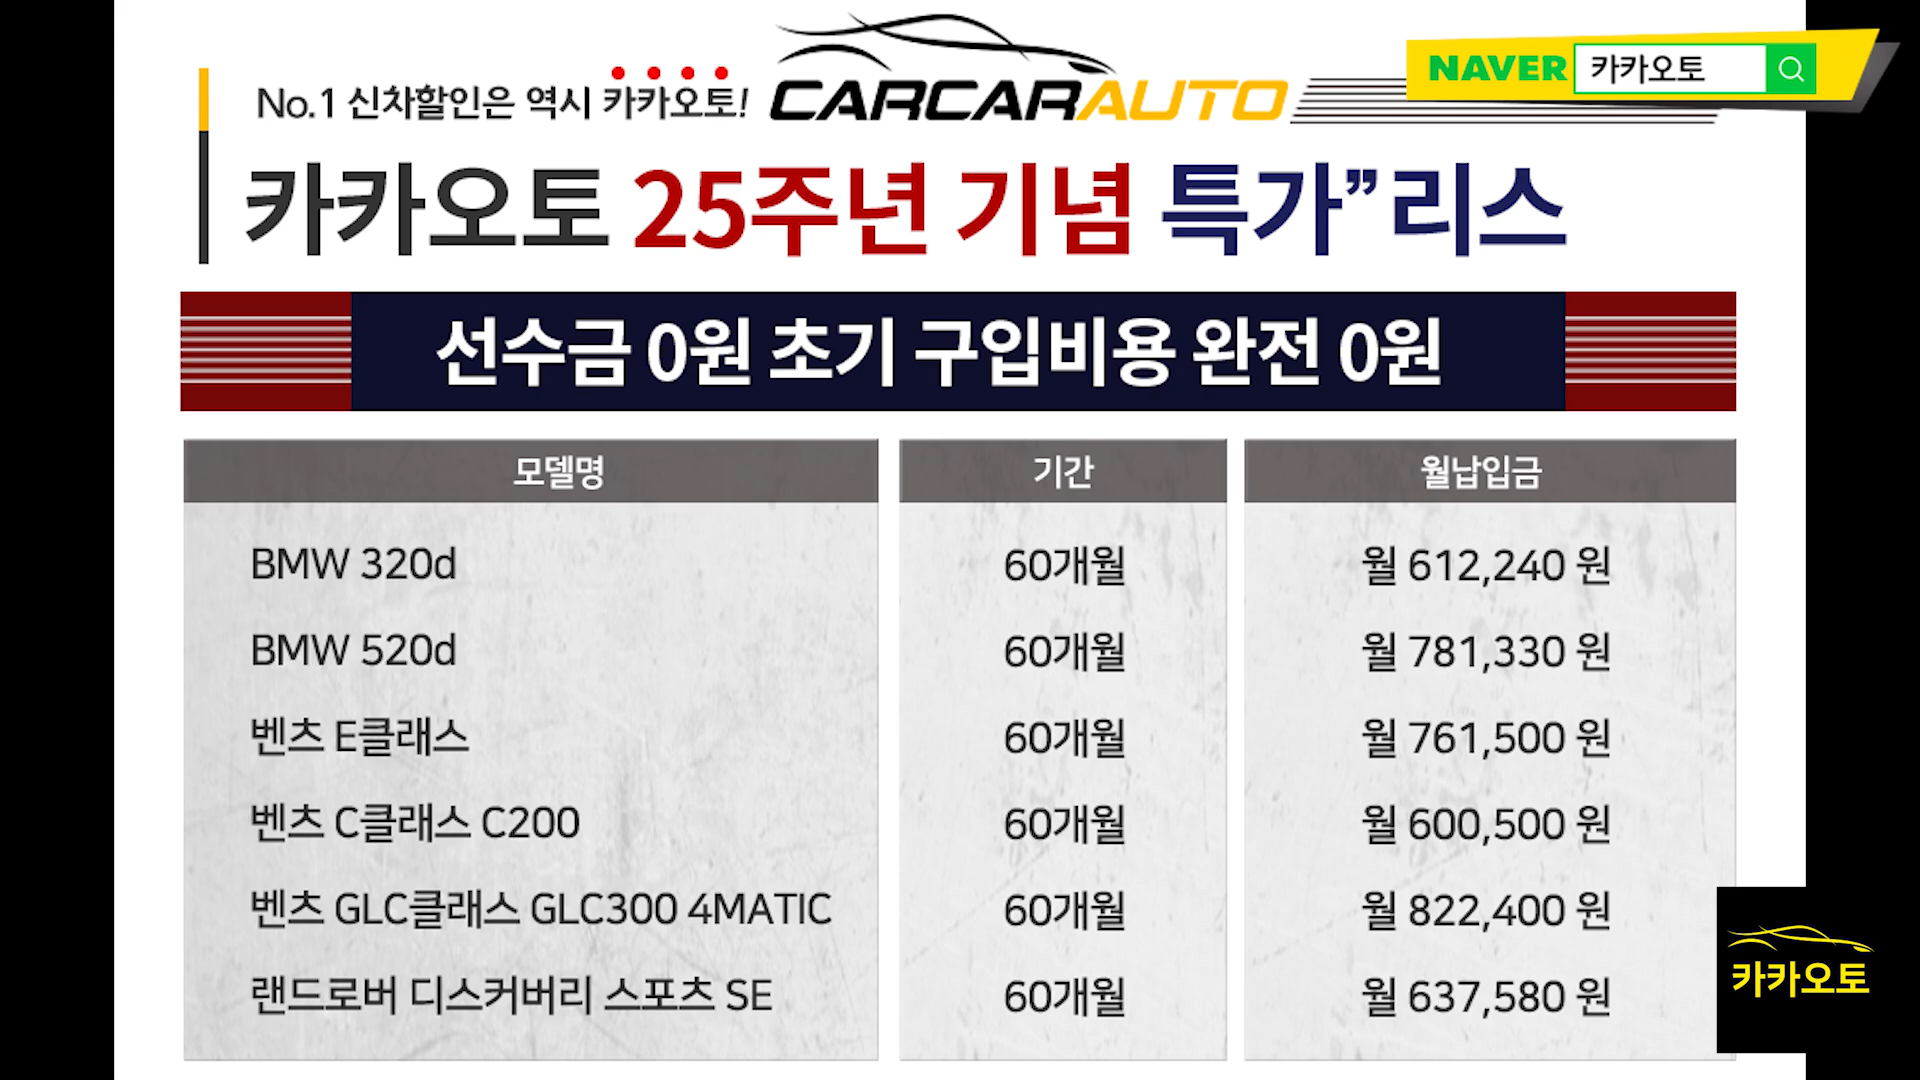 No.1 신차할인은 역시 카카오토!
CARCARAUTO
NAVER 카카오토
카카오토 25주년 기념 특가”리스
선수금 0원 초기 구입비용 완전 0원
모델명 기간 월납입금
BMW 320d 60개월 월 612,240 원
BMW 520d 60개월 월 781,330 원
벤츠 E클래스 60개월 월 761,500 원
벤츠 C클래스 C200 60개월 월 600,500 원
벤츠 GLC클래스 GLC300 4MATIC 60개월 월 822,400 원
랜드로버 디스커버리 스포츠 SE 60개월 월 637,580 원
카카오토